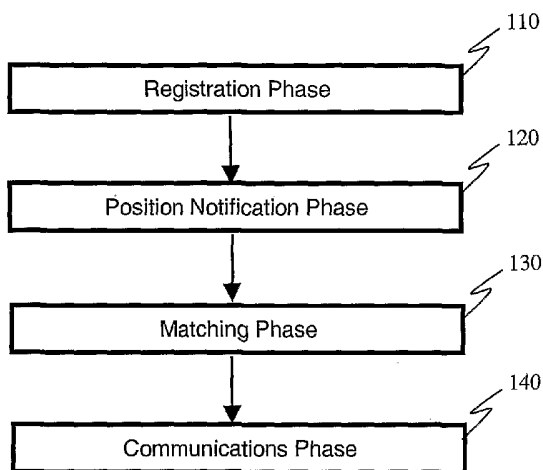 110
Registration Phase
120
Position Notification Phase
130
Matching Phase
140
Communications Phase